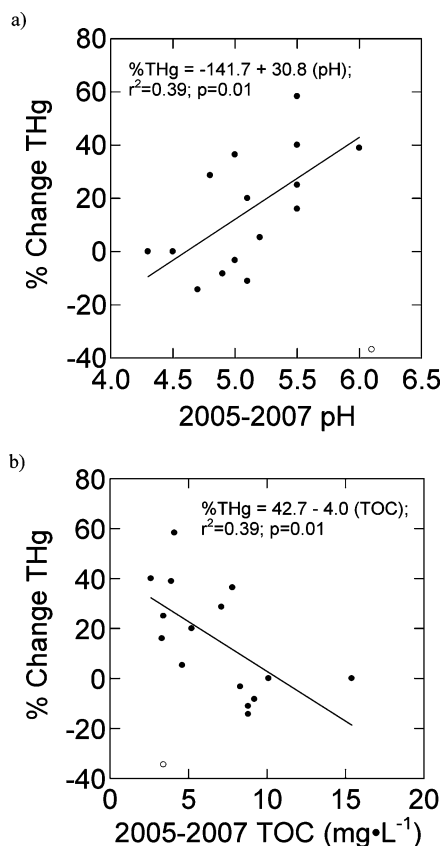 a)
%THg = -141.7 + 30.8 (pH);
r²=0.39; p=0.01
% Change THg
80
60
40
20
0
-20
-40
4.0 4.5 5.0 5.5 6.0 6.5
2005-2007 pH
b)
%THg = 42.7 - 4.0 (TOC);
r²=0.39; p=0.01
% Change THg
80
60
40
20
0
-20
-40
0 5 10 15 20
2005-2007 TOC (mg•L⁻¹)